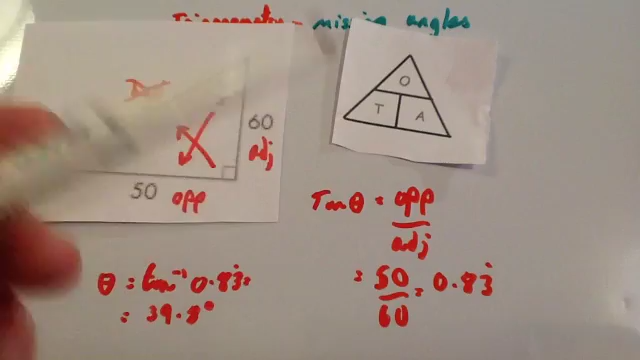 Trigonometry - missing angles
O
T A
60
adj
50 opp
Tan θ = opp
adj
= 50 = 0.83̇
60
θ = tan⁻¹ 0.83̇
= 39.8°